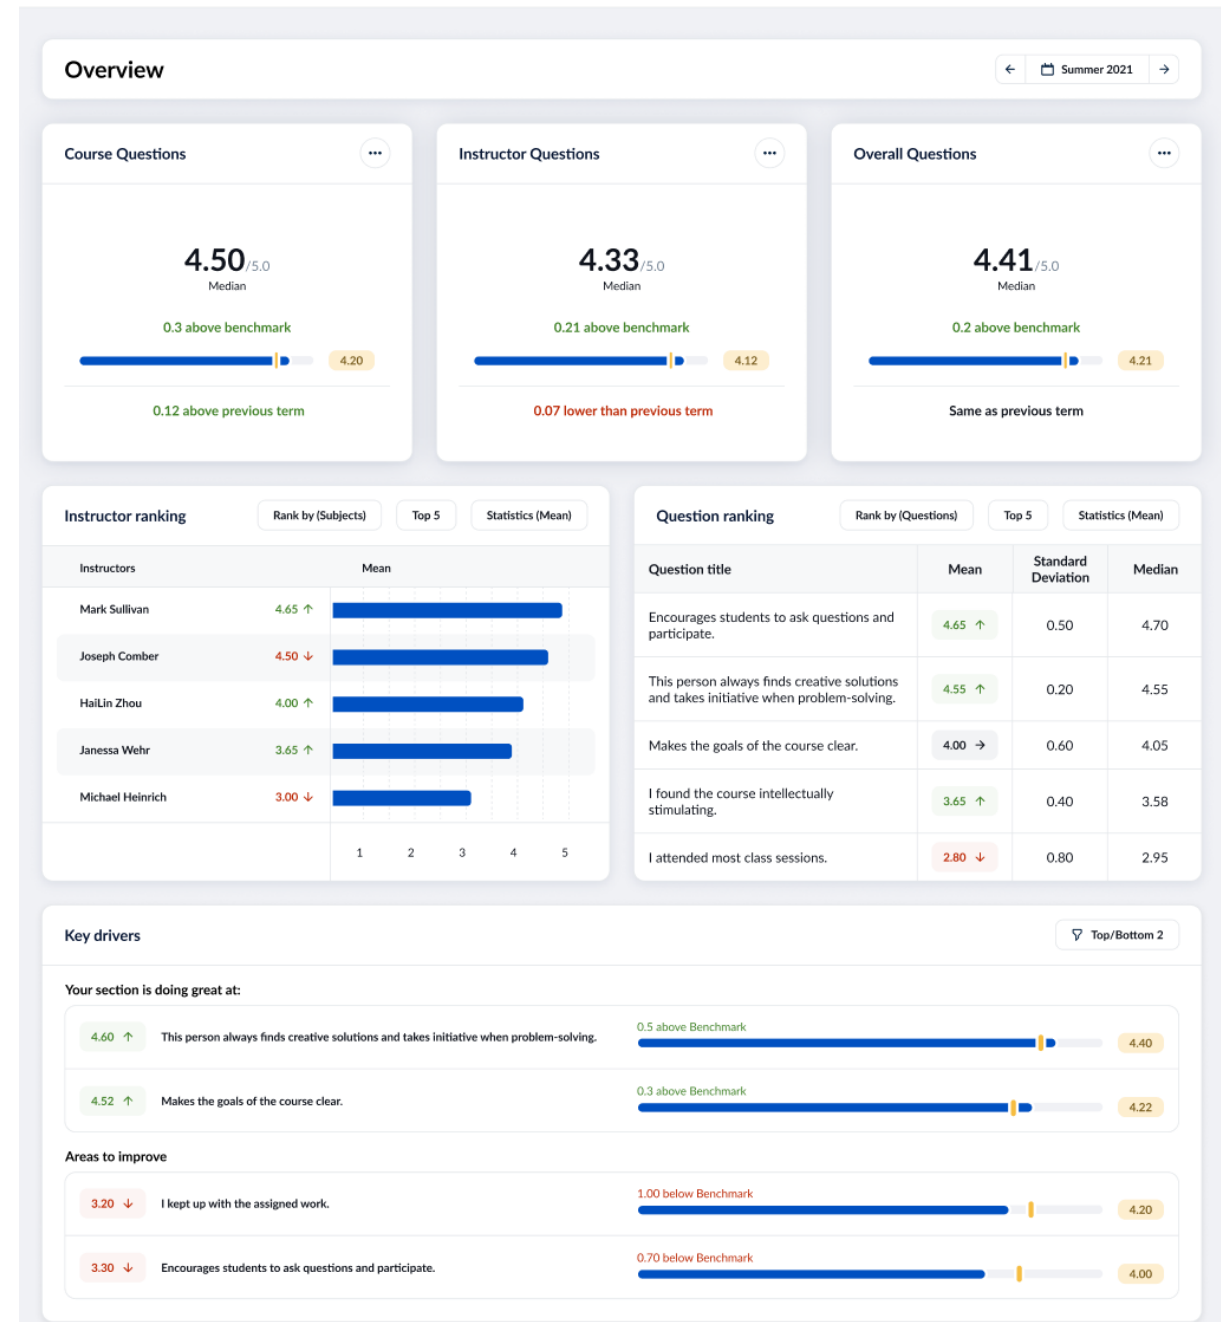 Overview
Summer 2021
Course Questions
4.50/5.0
Median
0.3 above benchmark
4.20
0.12 above previous term
Instructor Questions
4.33/5.0
Median
0.21 above benchmark
4.12
0.07 lower than previous term
Overall Questions
4.41/5.0
Median
0.2 above benchmark
4.21
Same as previous term
Instructor ranking
Rank by (Subjects)
Top 5
Statistics (Mean)
Instructors
Mean
Mark Sullivan 4.65 ↑
Joseph Comber 4.50 ↓
HaiLin Zhou 4.00 ↑
Janessa Wehr 3.65 ↑
Michael Heinrich 3.00 ↓
1 2 3 4 5
Question ranking
Rank by (Questions)
Top 5
Statistics (Mean)
Question title
Mean
Standard
Deviation
Median
Encourages students to ask questions and
participate.
4.65 ↑ 0.50 4.70
This person always finds creative solutions
and takes initiative when problem-solving.
4.55 ↑ 0.20 4.55
Makes the goals of the course clear. 4.00 → 0.60 4.05
I found the course intellectually
stimulating.
3.65 ↑ 0.40 3.58
I attended most class sessions. 2.80 ↓ 0.80 2.95
Key drivers
Top/Bottom 2
Your section is doing great at:
4.60 ↑ This person always finds creative solutions and takes initiative when problem-solving.
0.5 above Benchmark
4.40
4.52 ↑ Makes the goals of the course clear.
0.3 above Benchmark
4.22
Areas to improve
3.20 ↓ I kept up with the assigned work.
1.00 below Benchmark
4.20
3.30 ↓ Encourages students to ask questions and participate.
0.70 below Benchmark
4.00